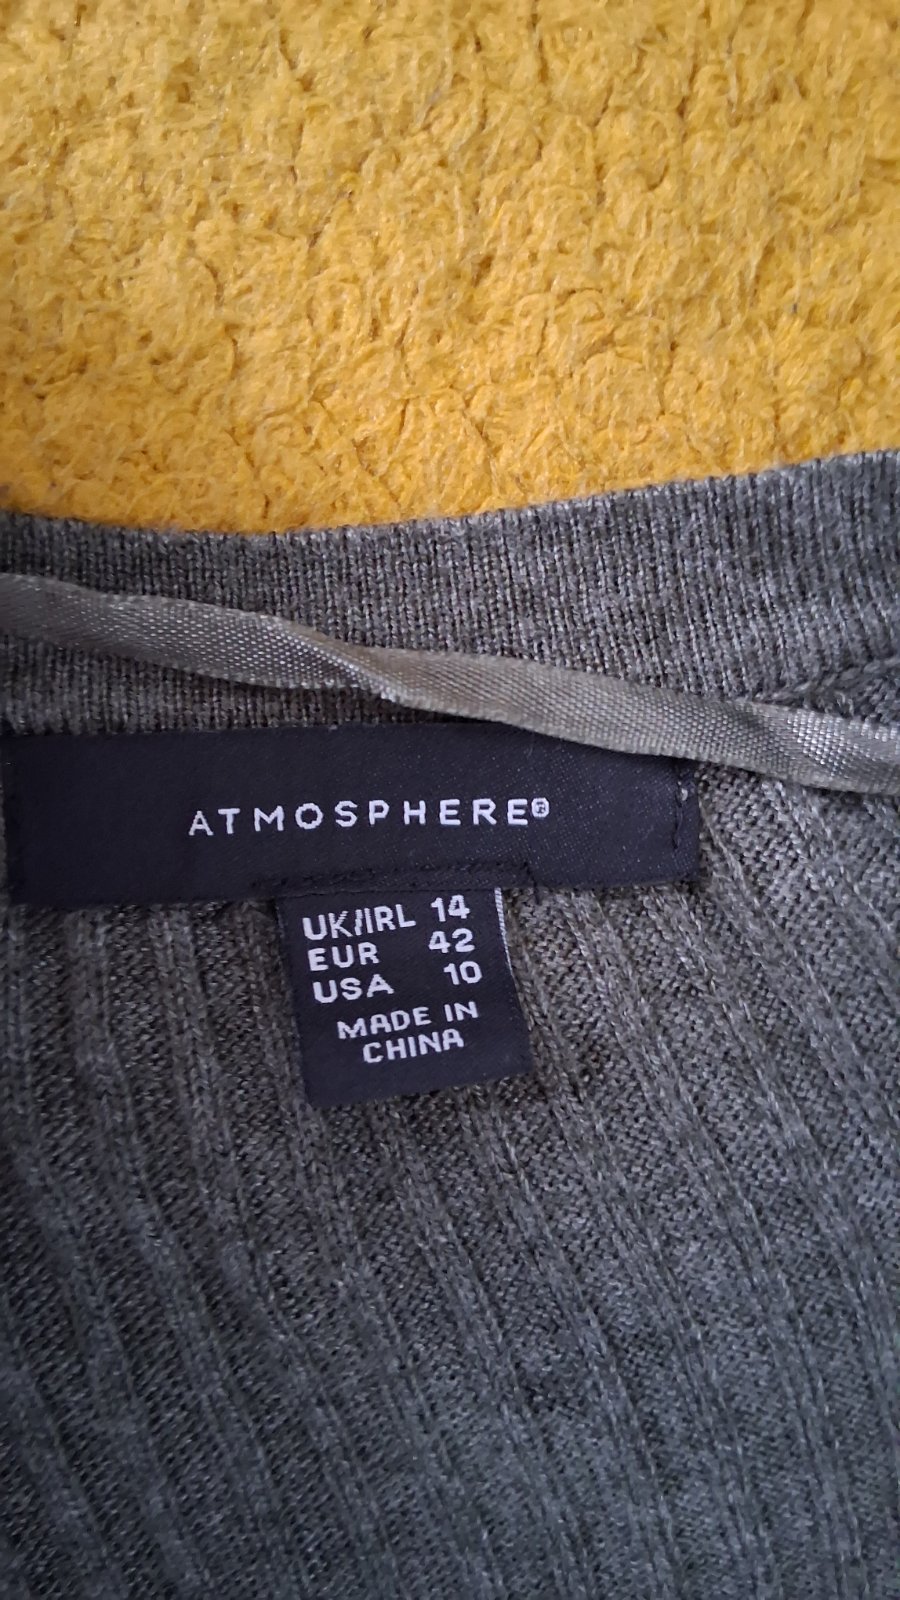 ATMOSPHERE®
UK/IRL 14
EUR 42
USA 10
MADE IN
CHINA